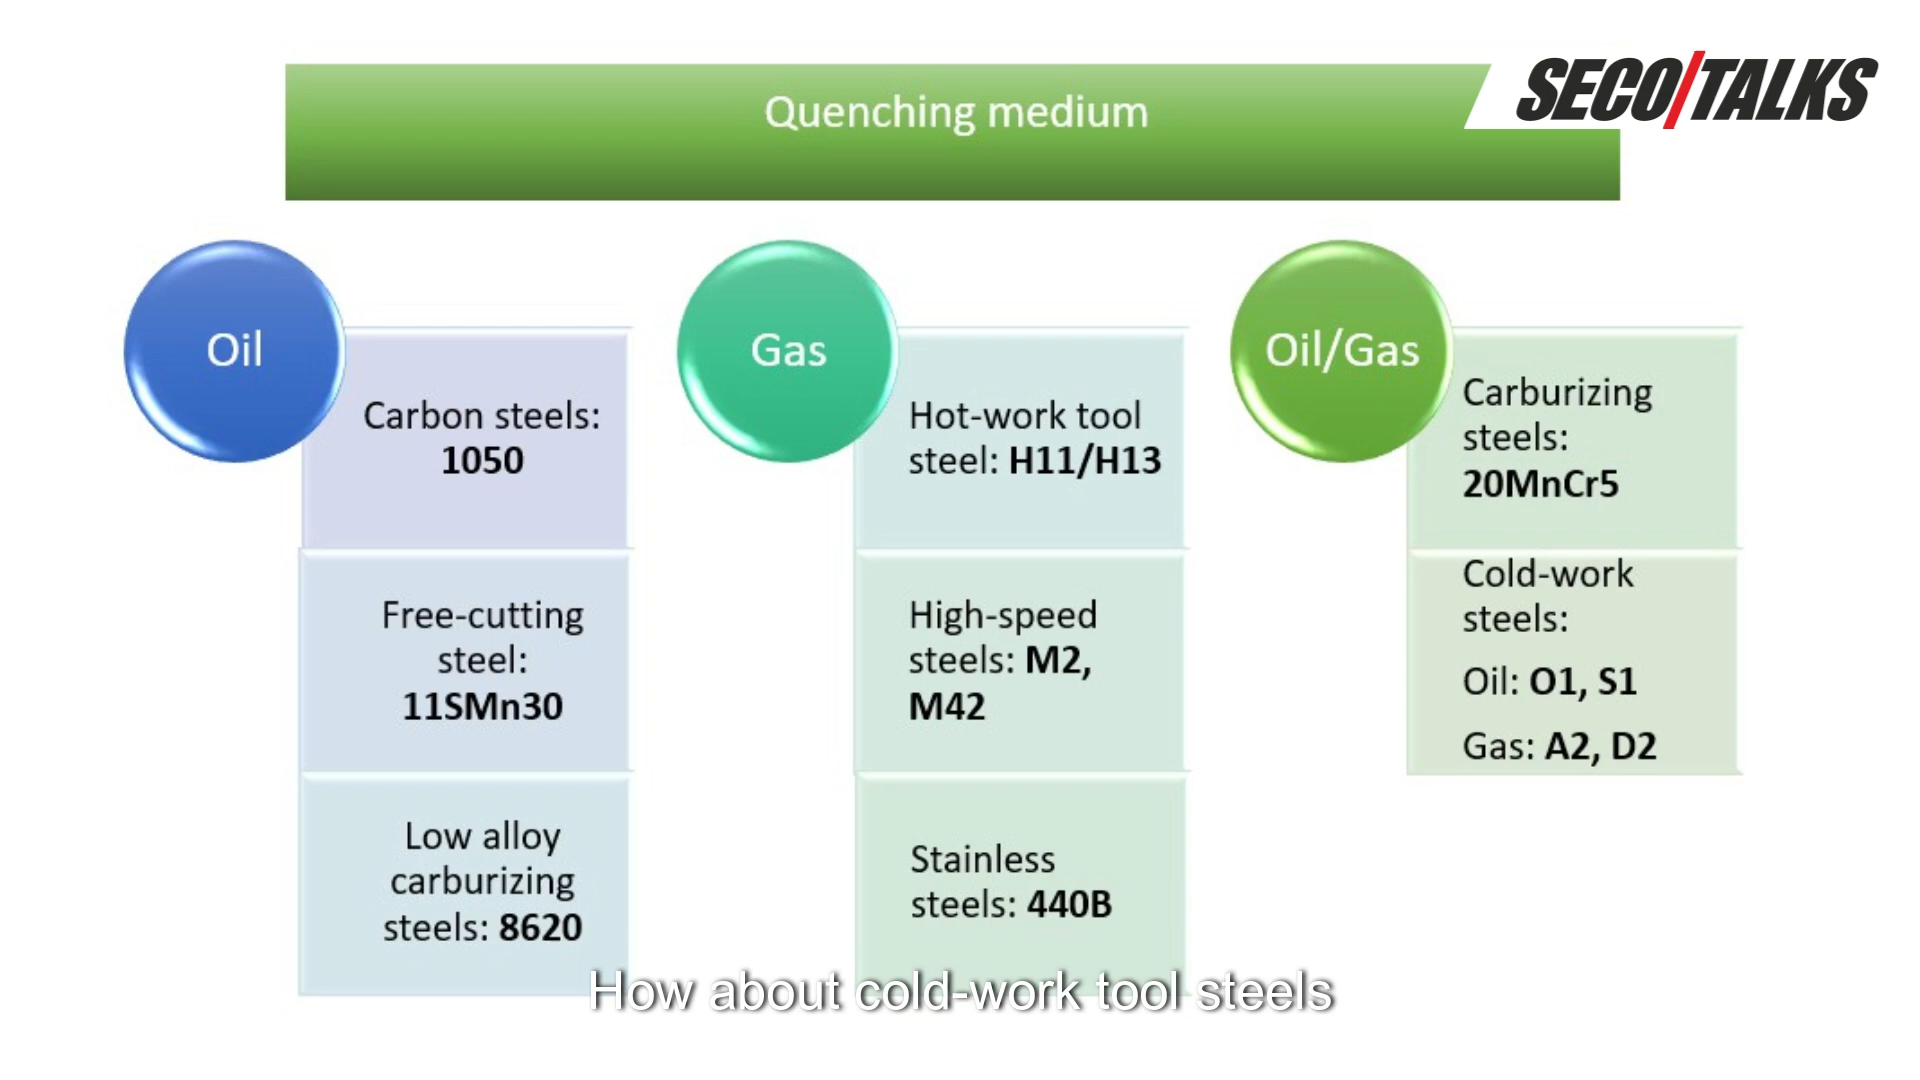 SECO/TALKS
Quenching medium
Oil
Carbon steels:
1050
Free-cutting
steel:
11SMn30
Low alloy
carburizing
steels: 8620
Gas
Hot-work tool
steel: H11/H13
High-speed
steels: M2,
M42
Stainless
steels: 440B
Oil/Gas
Carburizing
steels:
20MnCr5
Cold-work
steels:
Oil: O1, S1
Gas: A2, D2
How about cold-work tool steels